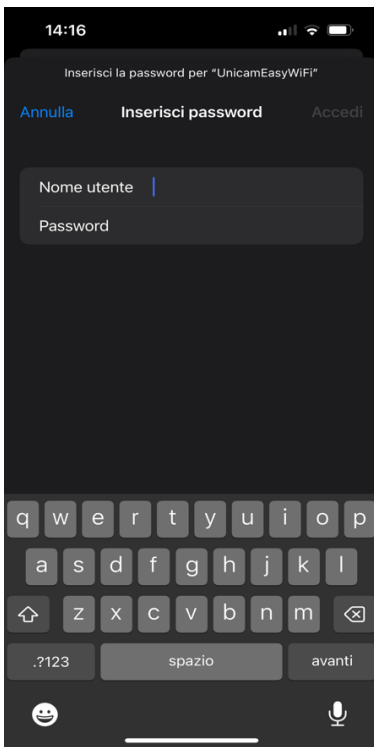 14:16
Inserisci la password per “UnicamEasyWiFi”
Annulla Inserisci password Accedi
Nome utente
Password
q w e r t y u i o p
a s d f g h j k l
z x c v b n m
.?123 spazio avanti